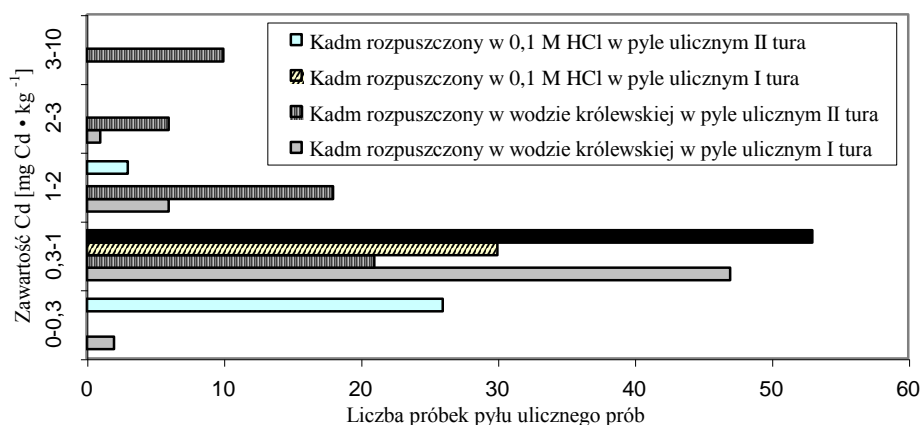 Zawartość Cd [mg Cd • kg -1]
3-10
2-3
1-2
0,3-1
0-0,3
Kadm rozpuszczony w 0,1 M HCl w pyle ulicznym II tura
Kadm rozpuszczony w 0,1 M HCl w pyle ulicznym I tura
Kadm rozpuszczony w wodzie królewskiej w pyle ulicznym II tura
Kadm rozpuszczony w wodzie królewskiej w pyle ulicznym I tura
0 10 20 30 40 50 60
Liczba próbek pyłu ulicznego prób